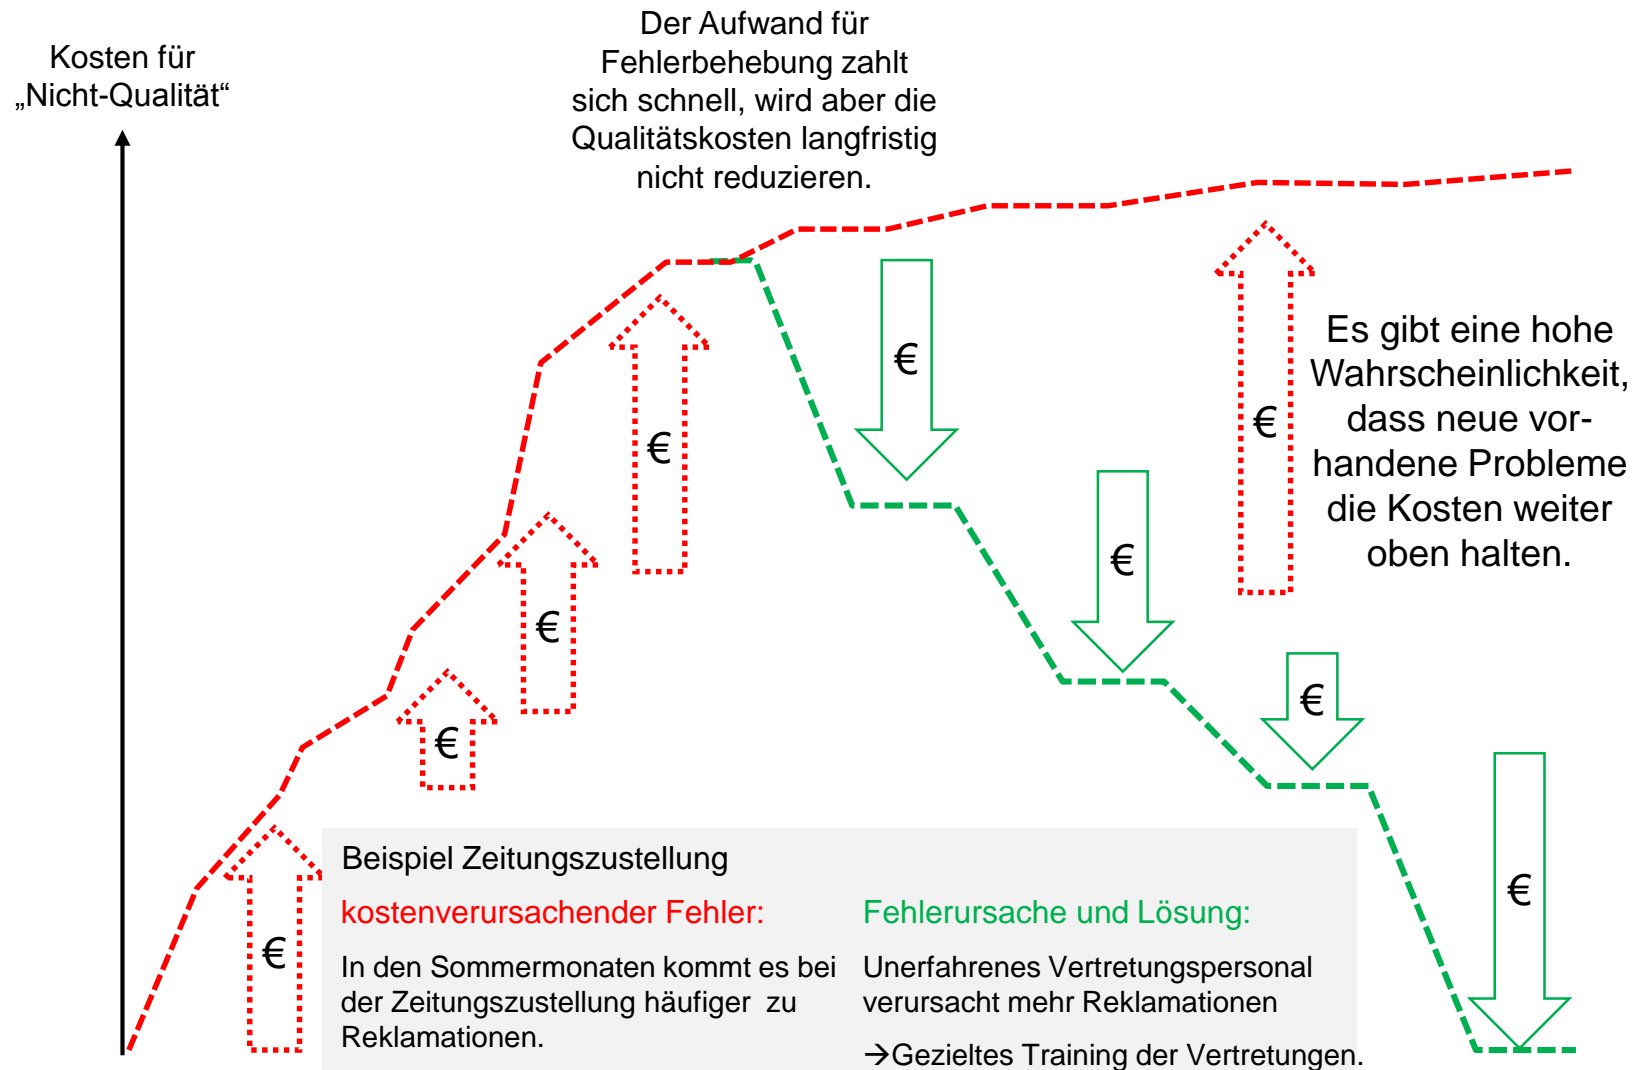 Kosten für
„Nicht-Qualität“
Der Aufwand für
Fehlerbehebung zahlt
sich schnell, wird aber die
Qualitätskosten langfristig
nicht reduzieren.
€
€
€
€
€
€
€
€
€
Es gibt eine hohe
Wahrscheinlichkeit,
dass neue vor-
handene Probleme
die Kosten weiter
oben halten.
Beispiel Zeitungszustellung
kostenverursachender Fehler:
In den Sommermonaten kommt es bei
der Zeitungszustellung häufiger zu
Reklamationen.
Fehlerursache und Lösung:
Unerfahrenes Vertretungspersonal
verursacht mehr Reklamationen
→Gezieltes Training der Vertretungen.